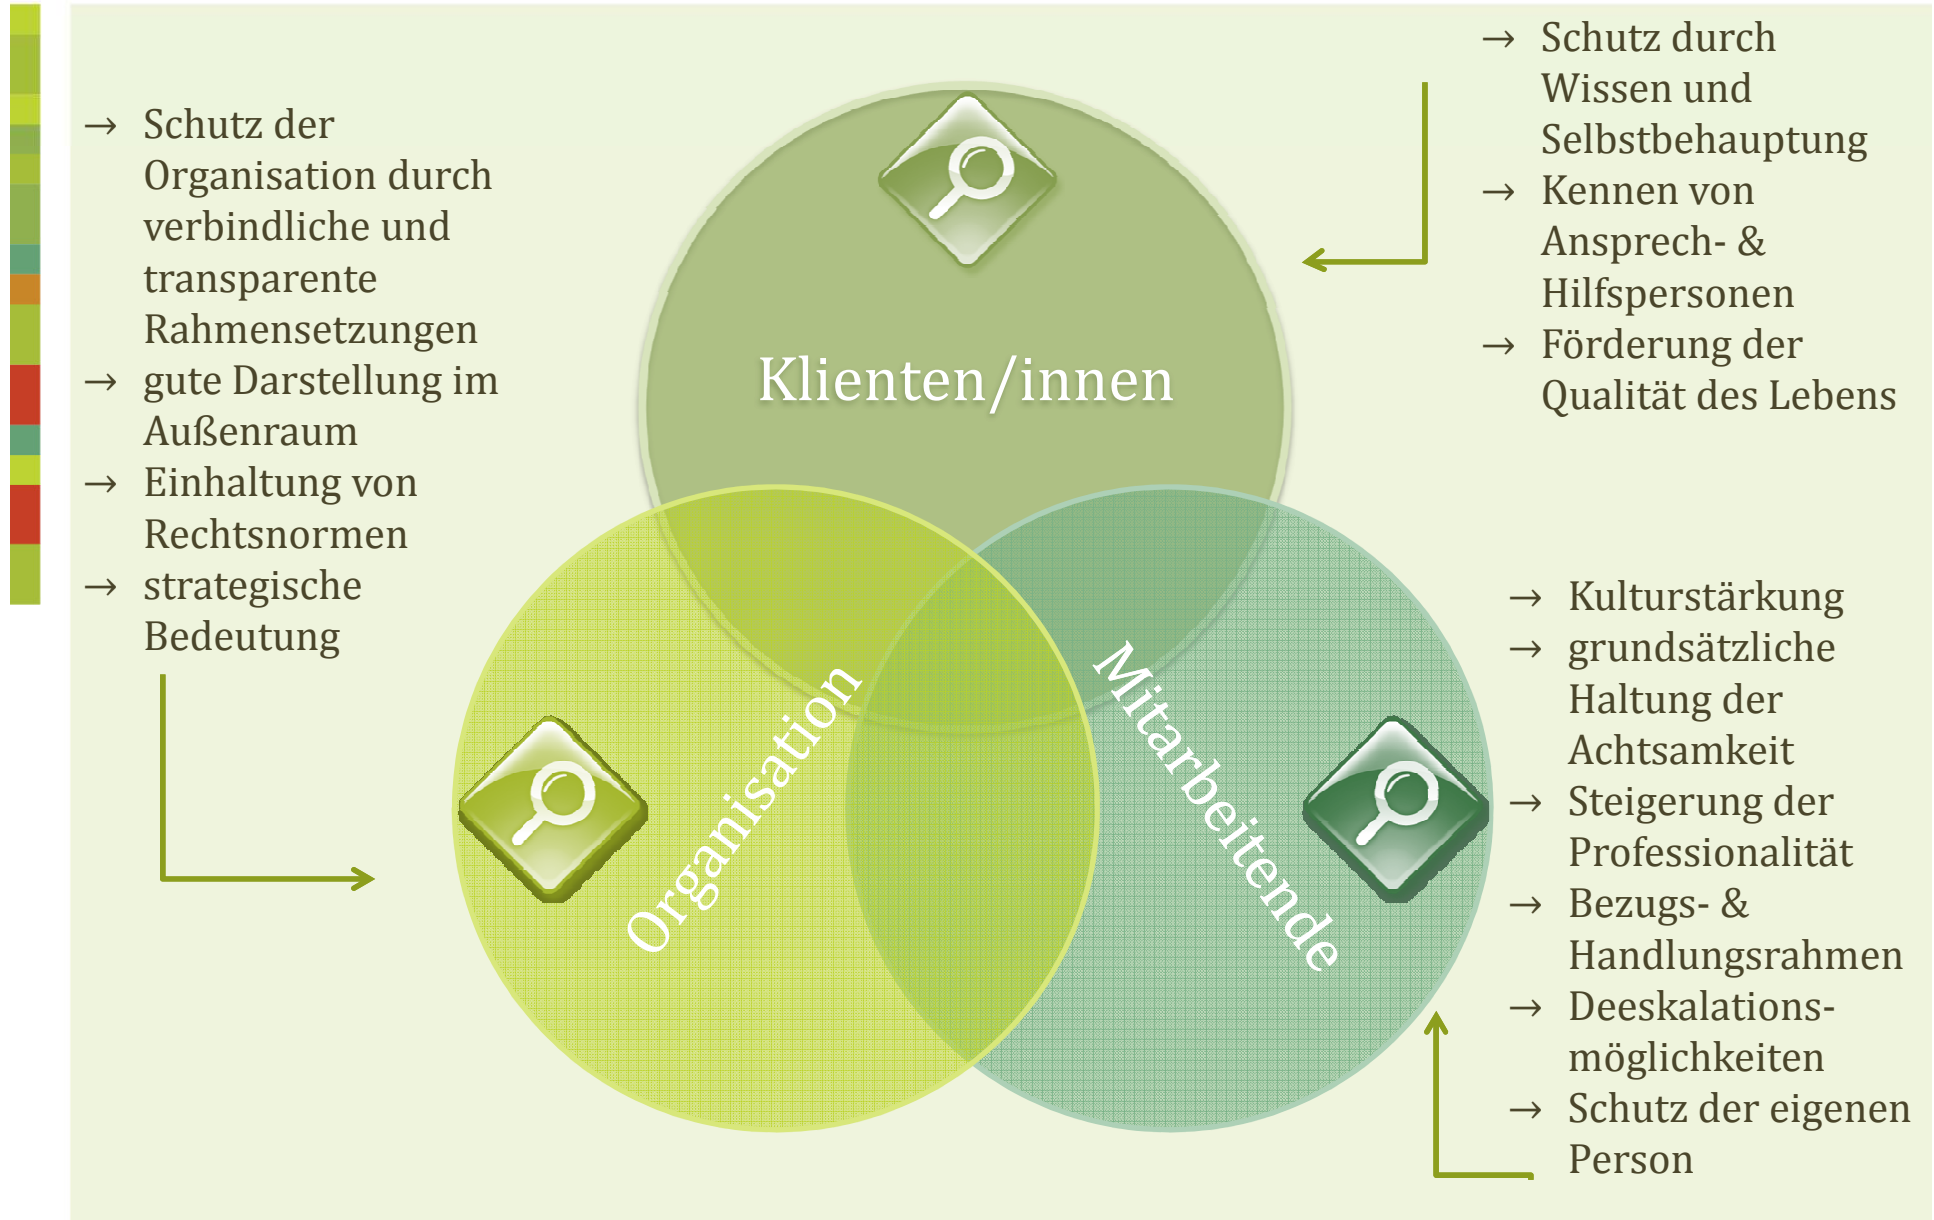 → Schutz der
Organisation durch
verbindliche und
transparente
Rahmensetzungen
→ gute Darstellung im
Außenraum
→ Einhaltung von
Rechtsnormen
→ strategische
Bedeutung
Klienten/innen
Organisation
Mitarbeitende
→ Schutz durch
Wissen und
Selbstbehauptung
→ Kennen von
Ansprech- &
Hilfspersonen
→ Förderung der
Qualität des Lebens
→ Kulturstärkung
→ grundsätzliche
Haltung der
Achtsamkeit
→ Steigerung der
Professionalität
→ Bezugs- &
Handlungsrahmen
→ Deeskalations-
möglichkeiten
→ Schutz der eigenen
Person